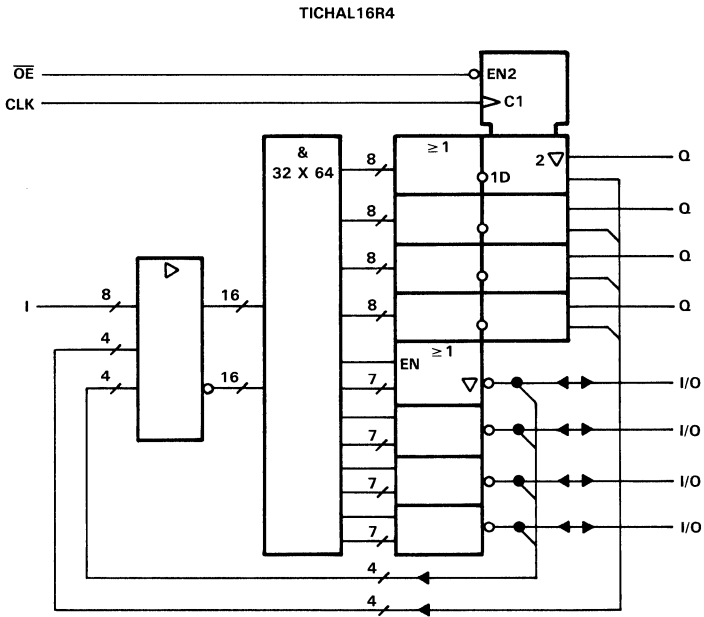 TICHAL16R4
OE
EN2
CLK
C1
&
32 X 64
≥1
8
1D
2
Q
8
Q
8
Q
8
Q
I
8
16
4
4
16
EN
≥1
7
I/O
7
I/O
7
I/O
7
I/O
4
4